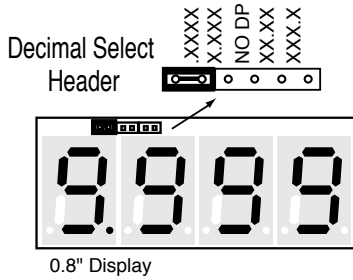 Decimal Select
Header
.XXXX
X.XXX
NO DP
XX.XX
XXX.X
9.999
0.8" Display